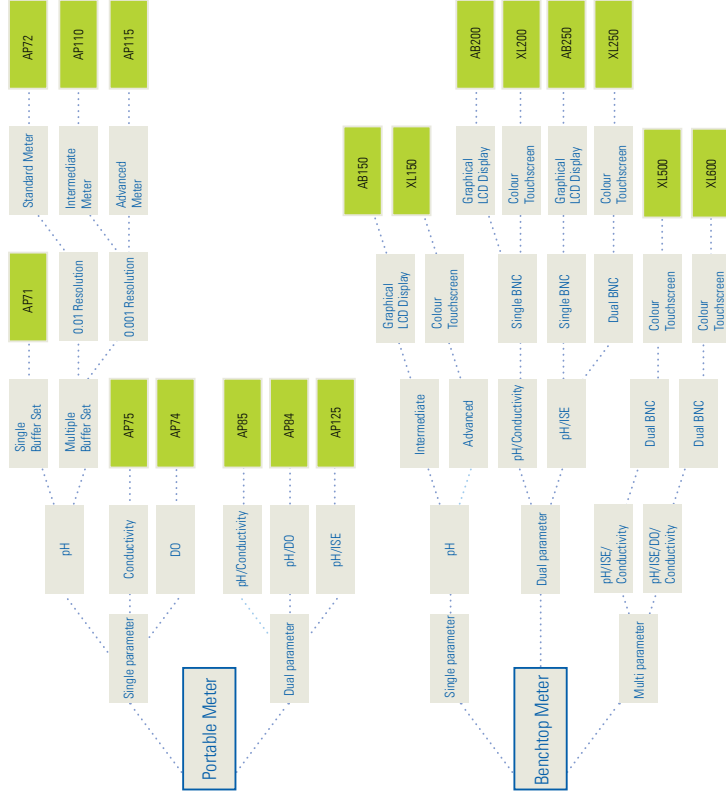 Portable Meter
Single parameter
pH
Single
Buffer Set
AP71
Multiple
Buffer Set
0.01 Resolution
Standard Meter
AP72
0.001 Resolution
Intermediate
Meter
AP110
Advanced
Meter
AP115
Conductivity
AP75
DO
AP74
Dual parameter
pH/Conductivity
AP85
pH/DO
AP84
pH/ISE
AP125
Benchtop Meter
Single parameter
pH
Intermediate
Graphical
LCD Display
AB150
Advanced
Colour
Touchscreen
XL150
Dual parameter
pH/Conductivity
Single BNC
Graphical
LCD Display
AB200
Colour
Touchscreen
XL200
pH/ISE
Single BNC
Graphical
LCD Display
AB250
Dual BNC
Colour
Touchscreen
XL250
Multi parameter
pH/ISE/
Conductivity
Dual BNC
Colour
Touchscreen
XL500
pH/ISE/DO/
Conductivity
Dual BNC
Colour
Touchscreen
XL600